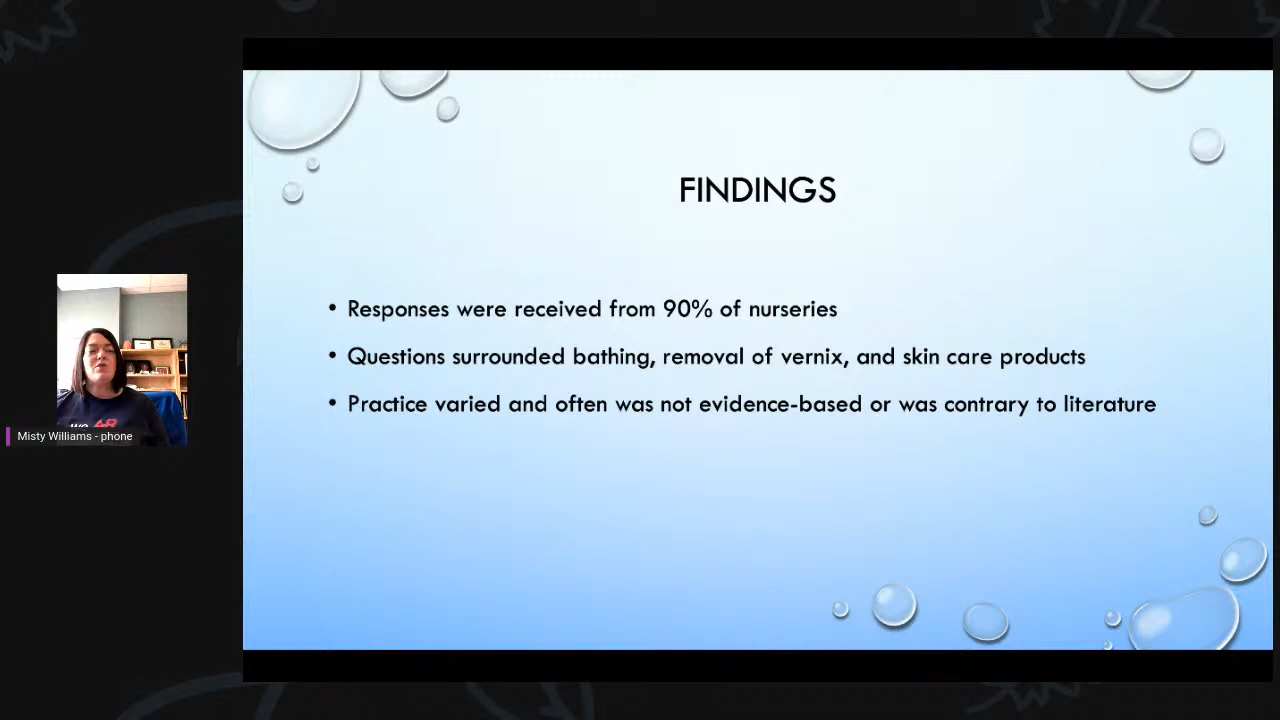 FINDINGS
• Responses were received from 90% of nurseries
• Questions surrounded bathing, removal of vernix, and skin care products
• Practice varied and often was not evidence-based or was contrary to literature
Misty Williams - phone